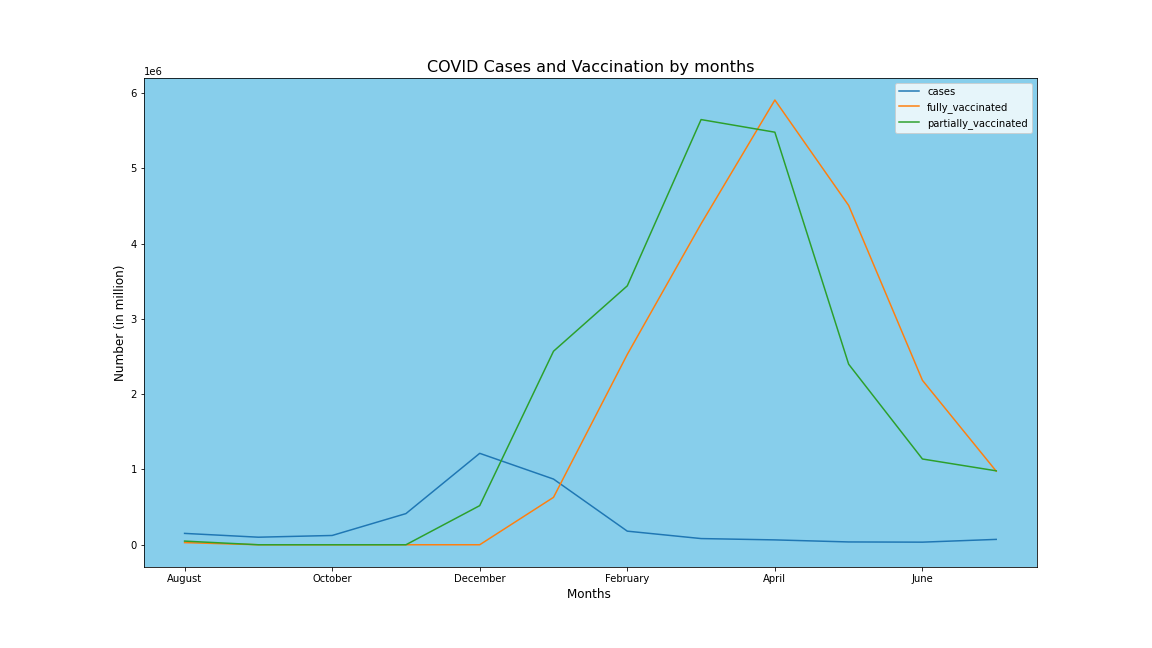 COVID Cases and Vaccination by months
1e6
cases
fully_vaccinated
partially_vaccinated
6
5
4
3
2
1
0
Number (in million)
August October December February April June
Months